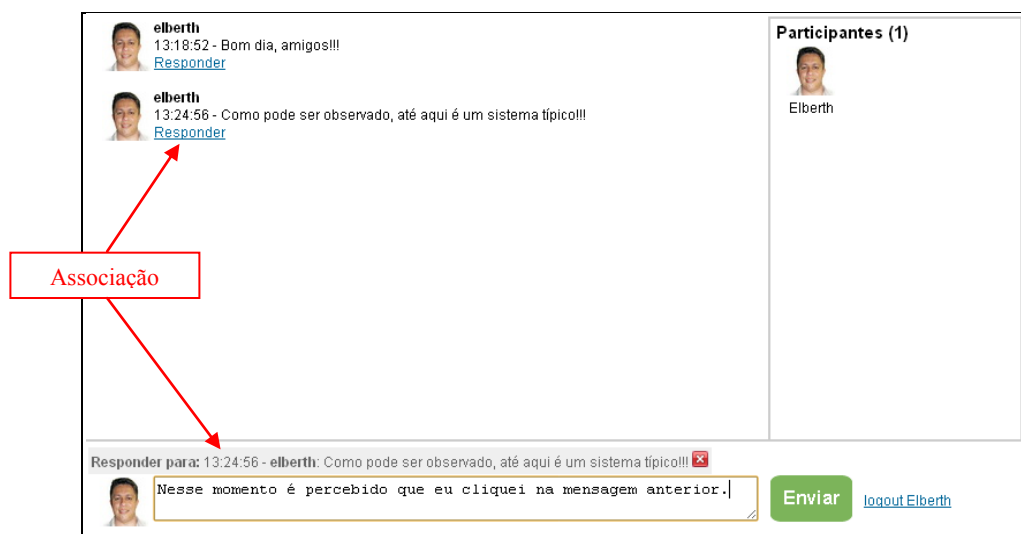 elberth
13:18:52 - Bom dia, amigos!!!
Responder
elberth
13:24:56 - Como pode ser observado, até aqui é um sistema típico!!!
Responder
Participantes (1)
Elberth
Associação
Responder para: 13:24:56 - elberth: Como pode ser observado, até aqui é um sistema típico!!!
Nesse momento é percebido que eu cliquei na mensagem anterior.
Enviar
logout Elberth